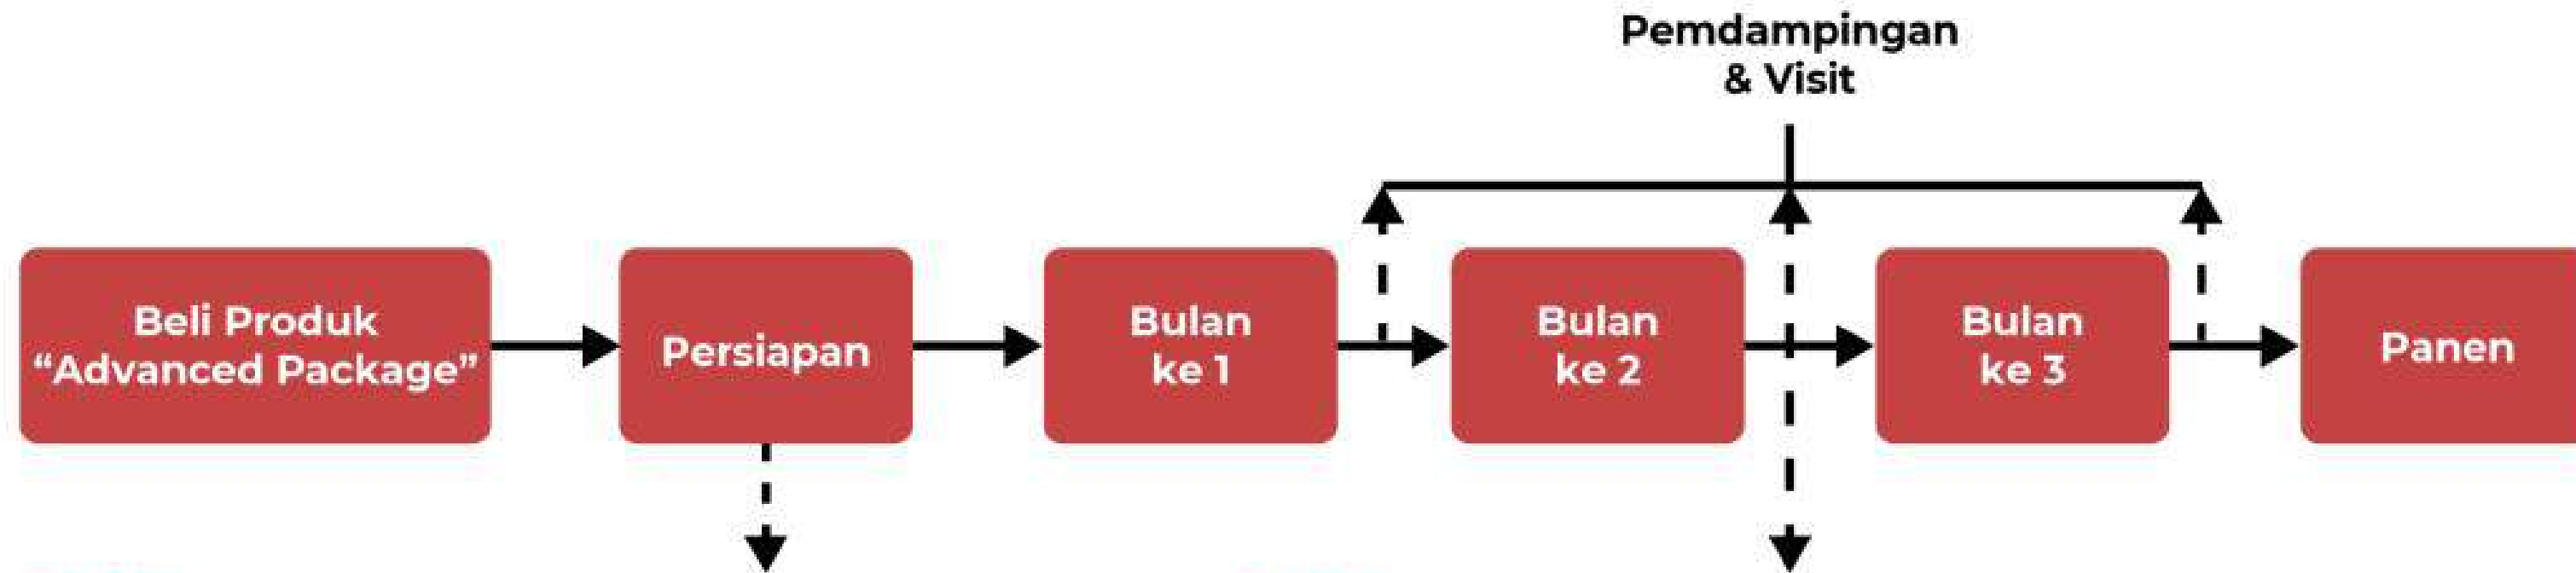 Pemdampingan
& Visit
Beli Produk
“Advanced Package”
Persiapan
Bulan
ke 1
Bulan
ke 2
Bulan
ke 3
Panen